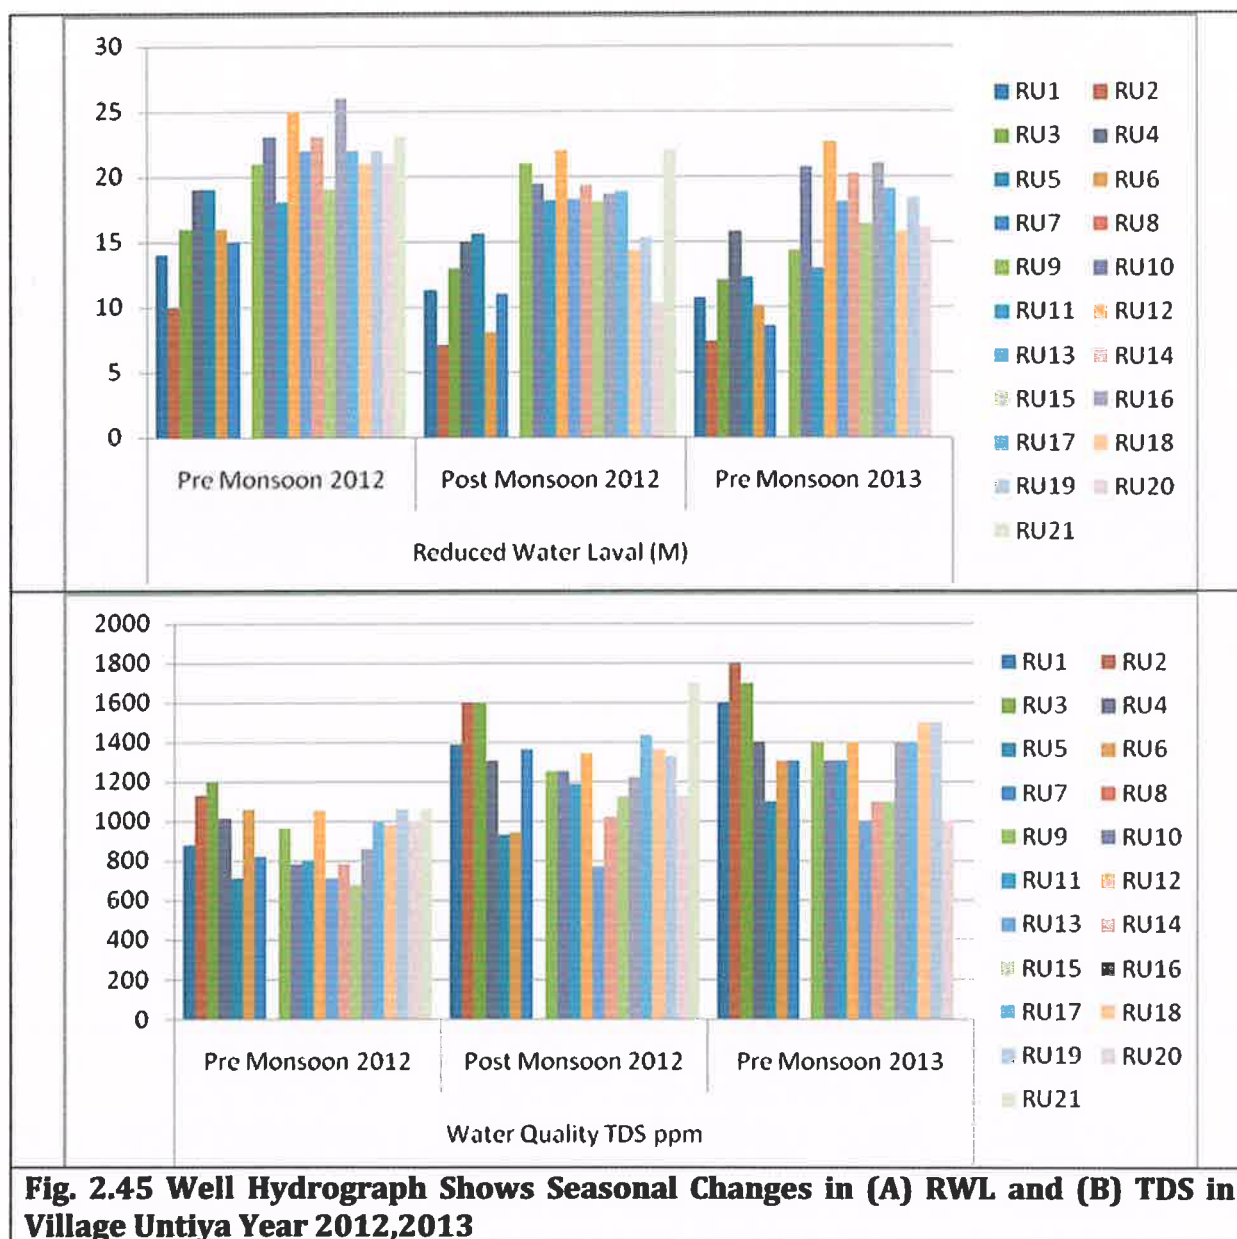 30
25
20
15
10
5
0
Pre Monsoon 2012 Post Monsoon 2012 Pre Monsoon 2013
Reduced Water Laval (M)
RU1 RU2
RU3 RU4
RU5 RU6
RU7 RU8
RU9 RU10
RU11 RU12
RU13 RU14
RU15 RU16
RU17 RU18
RU19 RU20
RU21
2000
1800
1600
1400
1200
1000
800
600
400
200
0
Pre Monsoon 2012 Post Monsoon 2012 Pre Monsoon 2013
Water Quality TDS ppm
RU1 RU2
RU3 RU4
RU5 RU6
RU7 RU8
RU9 RU10
RU11 RU12
RU13 RU14
RU15 RU16
RU17 RU18
RU19 RU20
RU21
Fig. 2.45 Well Hydrograph Shows Seasonal Changes in (A) RWL and (B) TDS in
Village Untiya Year 2012,2013